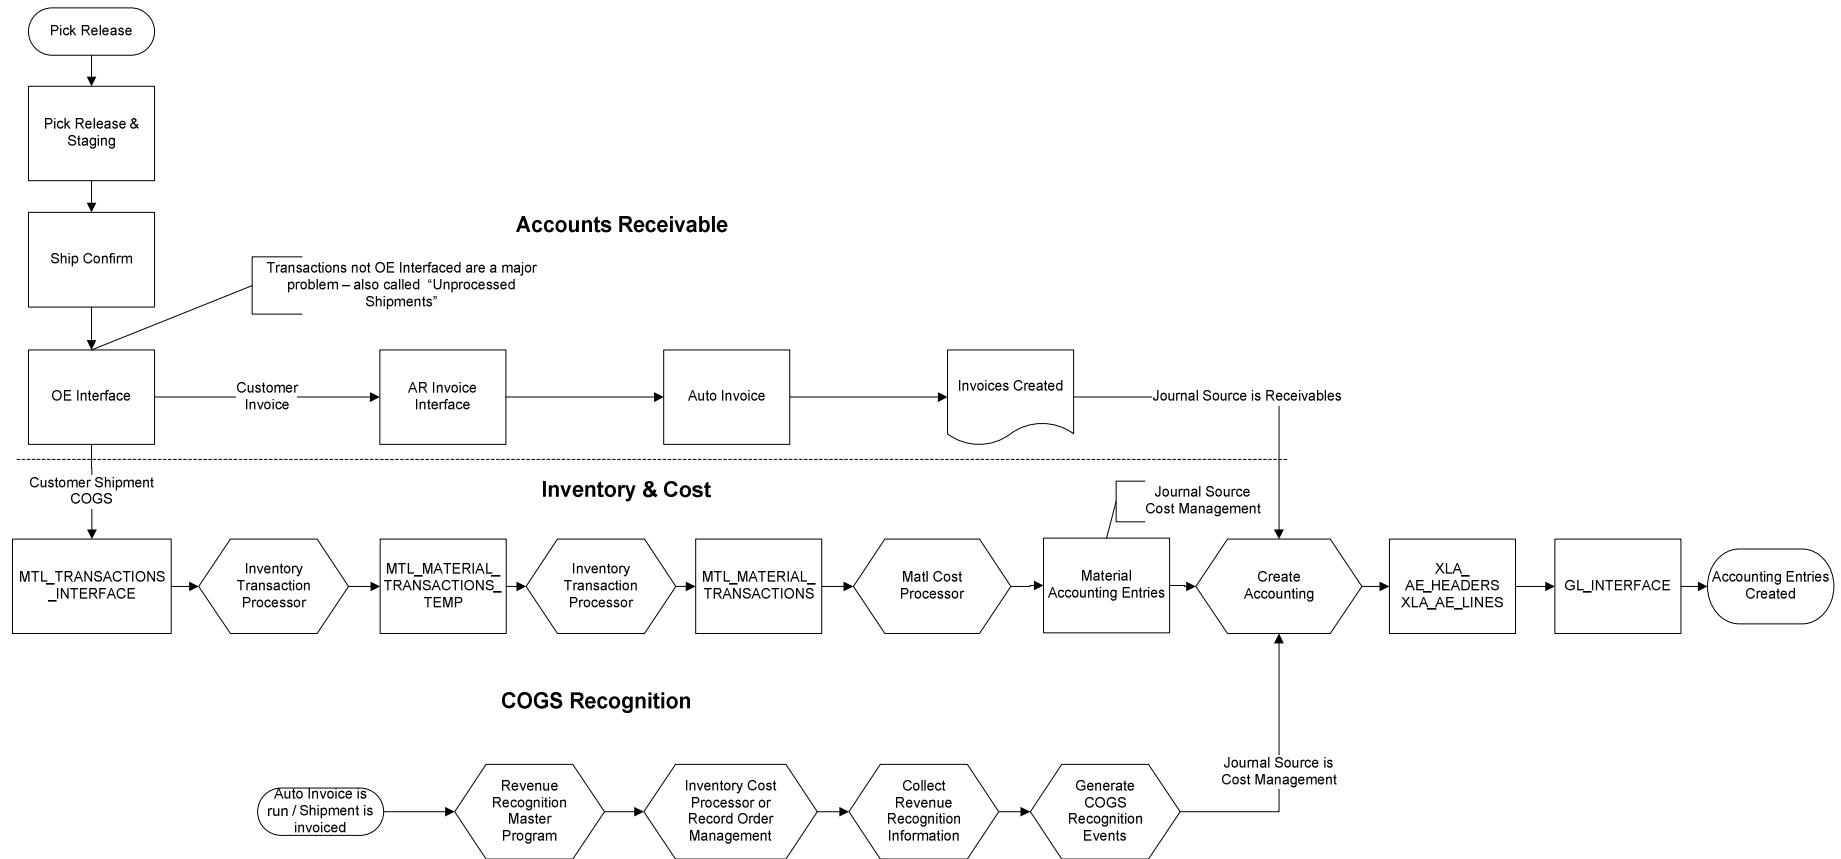 Pick Release
Pick Release &
Staging
Ship Confirm
Accounts Receivable
Transactions not OE Interfaced are a major
problem – also called  “Unprocessed
Shipments”
OE Interface
Customer
Invoice
AR Invoice
Interface
Auto Invoice
Invoices Created
Journal Source is Receivables
Customer Shipment
COGS
Inventory & Cost
Journal Source
Cost Management
MTL_TRANSACTIONS
_INTERFACE
Inventory
Transaction
Processor
MTL_MATERIAL_
TRANSACTIONS_
TEMP
Inventory
Transaction
Processor
MTL_MATERIAL_
TRANSACTIONS
Matl Cost
Processor
Material
Accounting Entries
Create
Accounting
XLA_
AE_HEADERS
XLA_AE_LINES
GL_INTERFACE
Accounting Entries
Created
COGS Recognition
Auto Invoice is
run / Shipment is
invoiced
Revenue
Recognition
Master
Program
Inventory Cost
Processor or
Record Order
Management
Collect
Revenue
Recognition
Information
Generate
COGS
Recognition
Events
Journal Source is
Cost Management